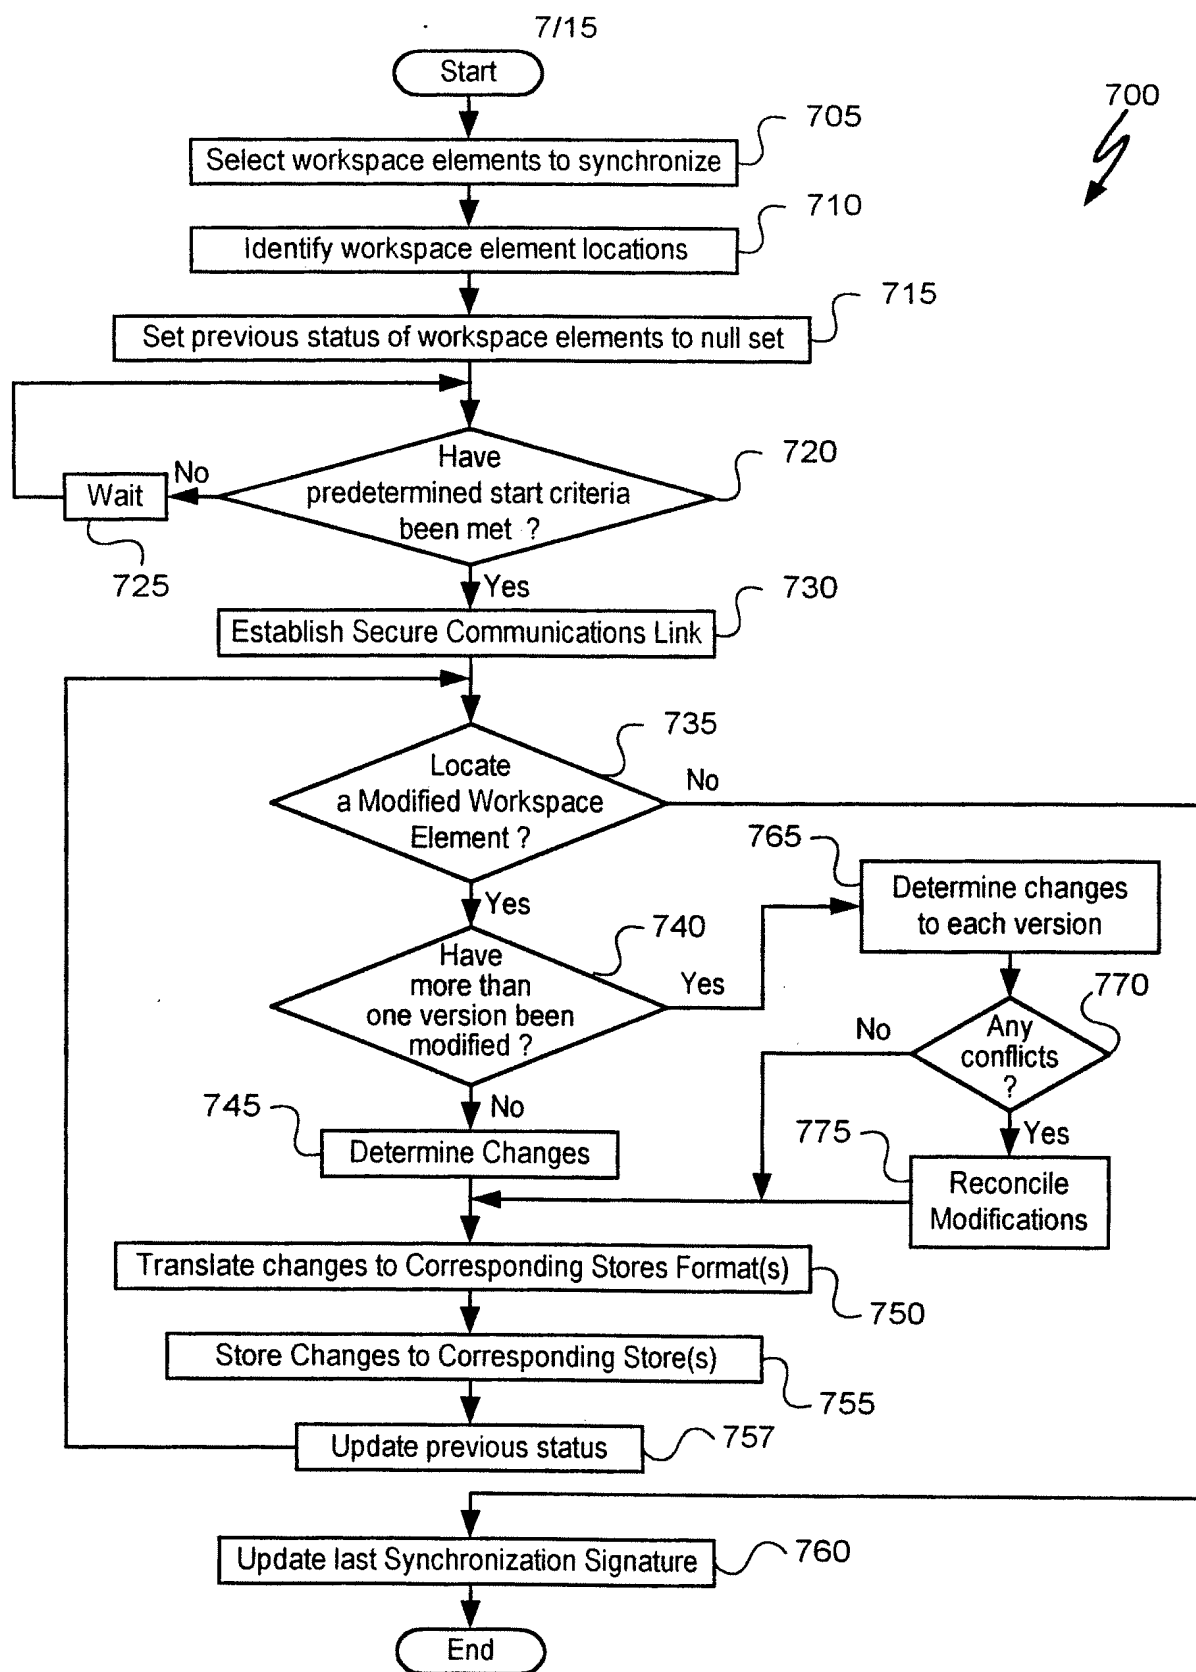 7/15
Start
700
705
Select workspace elements to synchronize
710
Identify workspace element locations
715
Set previous status of workspace elements to null set
Have
predetermined start criteria
been met ?
720
No
Wait
725
Yes
730
Establish Secure Communications Link
735
Locate
a Modified Workspace
Element ?
No
Yes
765
Determine changes
to each version
740
Have
more than
one version been
modified ?
Yes
770
Any
conflicts
?
No
Yes
No
745
Determine Changes
775
Reconcile
Modifications
Translate changes to Corresponding Stores Format(s)
750
Store Changes to Corresponding Store(s)
755
Update previous status
757
Update last Synchronization Signature
760
End